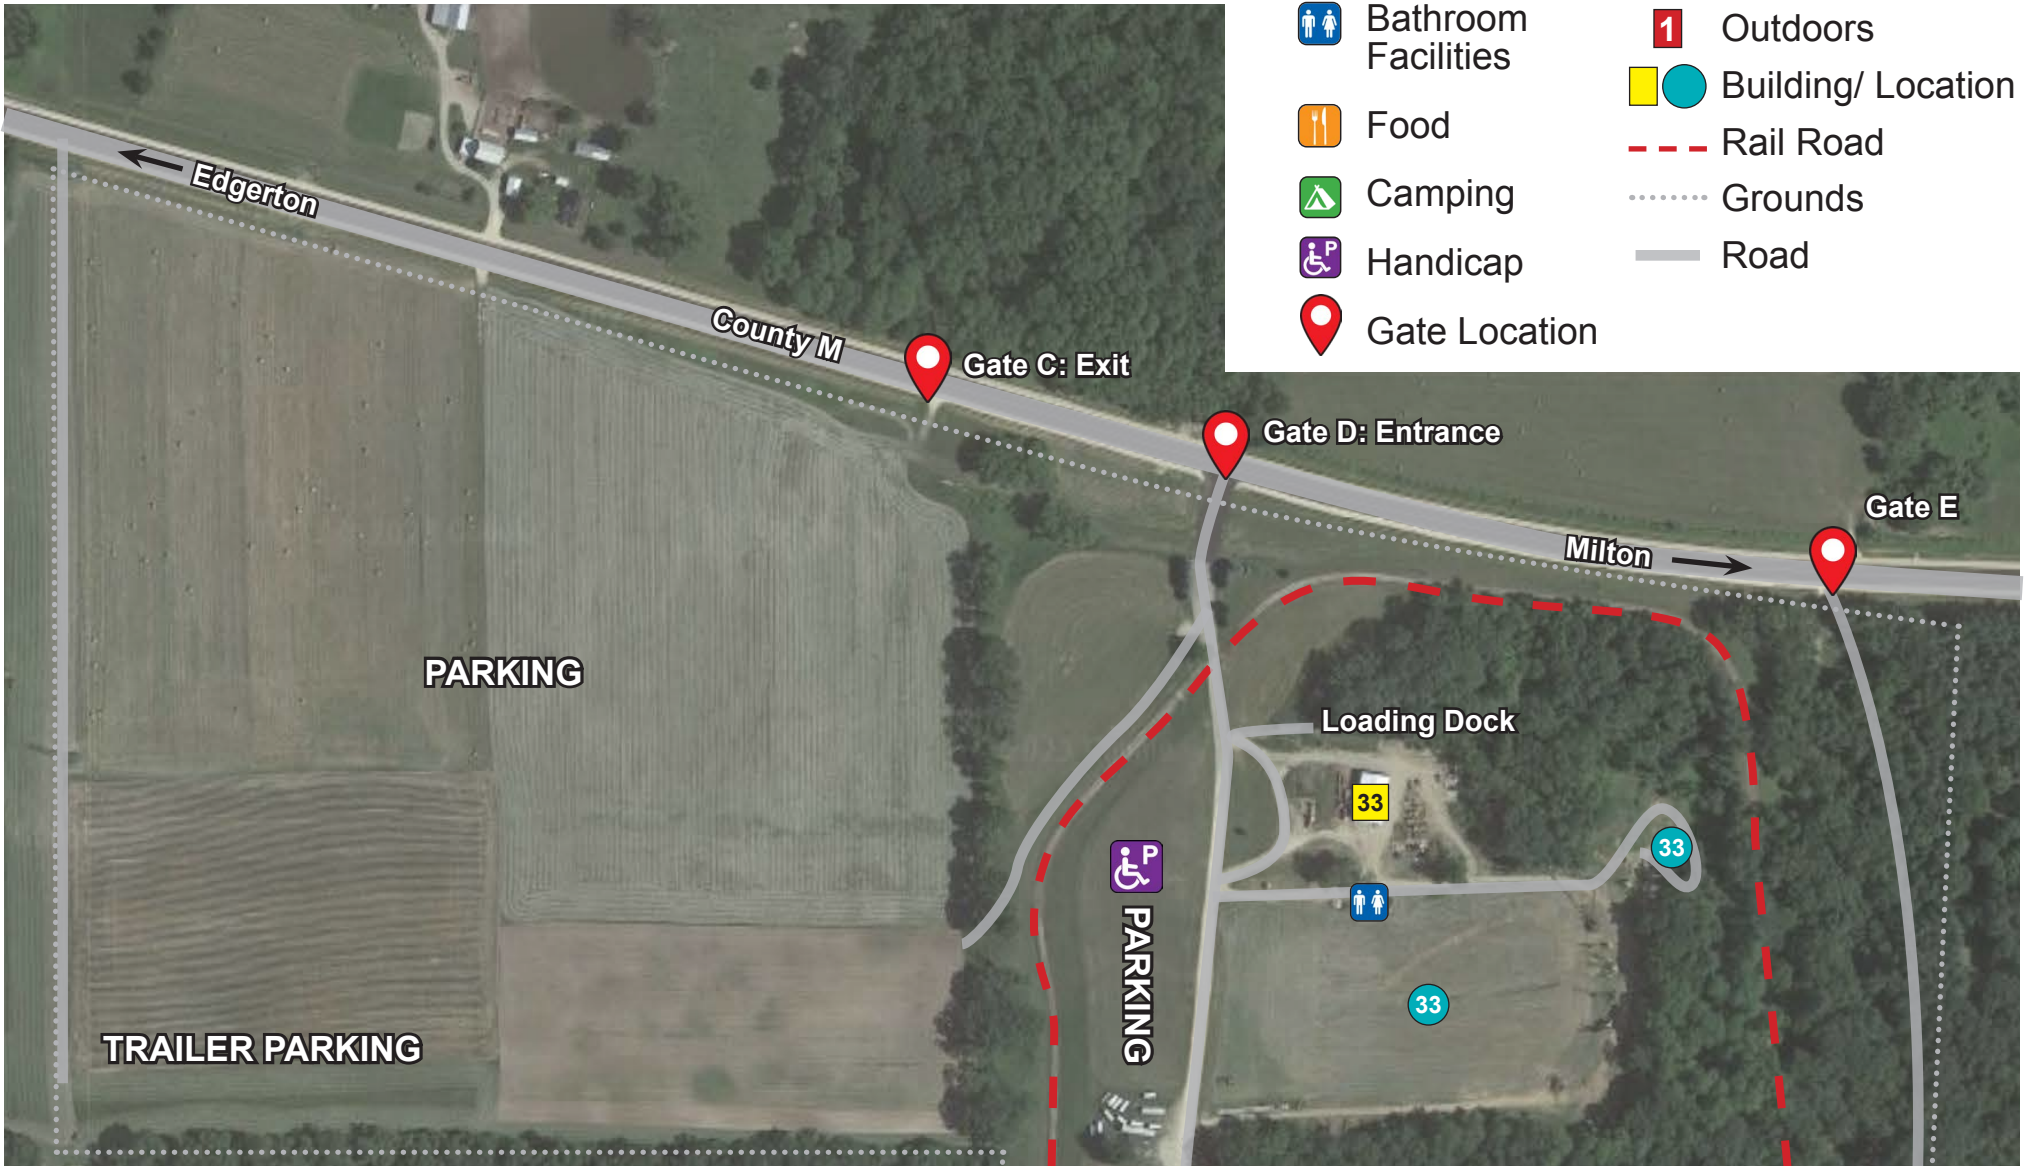 Bathroom
Facilities
Food
Camping
P
Handicap
Gate Location
1
Outdoors
Building/ Location
Rail Road
Grounds
Road
Edgerton
County M
Gate C: Exit
Gate D: Entrance
Gate E
Milton
PARKING
Loading Dock
33
33
P
PARKING
33
TRAILER PARKING